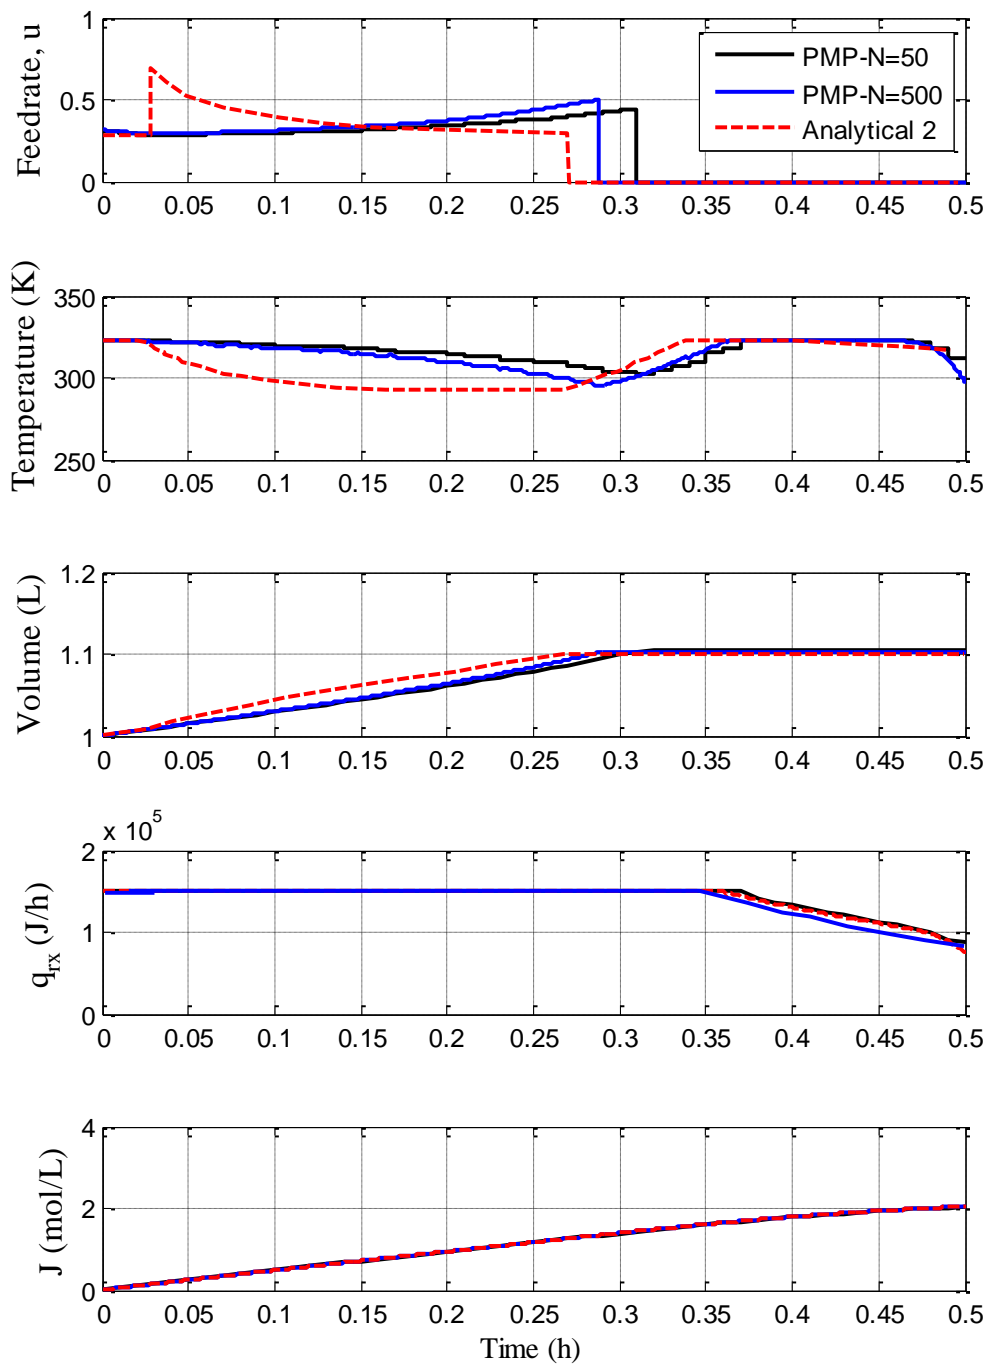 Feedrate, u
1
0.5
0
PMP-N=50
PMP-N=500
Analytical 2
0 0.05 0.1 0.15 0.2 0.25 0.3 0.35 0.4 0.45 0.5
Temperature (K)
350
300
250
0 0.05 0.1 0.15 0.2 0.25 0.3 0.35 0.4 0.45 0.5
Volume (L)
1.2
1.1
1
0 0.05 0.1 0.15 0.2 0.25 0.3 0.35 0.4 0.45 0.5
x 10^5
q_rx (J/h)
2
1
0
0 0.05 0.1 0.15 0.2 0.25 0.3 0.35 0.4 0.45 0.5
J (mol/L)
4
2
0
0 0.05 0.1 0.15 0.2 0.25 0.3 0.35 0.4 0.45 0.5
Time (h)